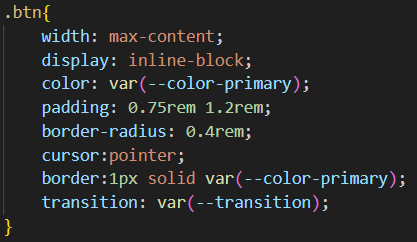 .btn{
    width: max-content;
    display: inline-block;
    color: var(--color-primary);
    padding: 0.75rem 1.2rem;
    border-radius: 0.4rem;
    cursor:pointer;
    border:1px solid var(--color-primary);
    transition: var(--transition);
}